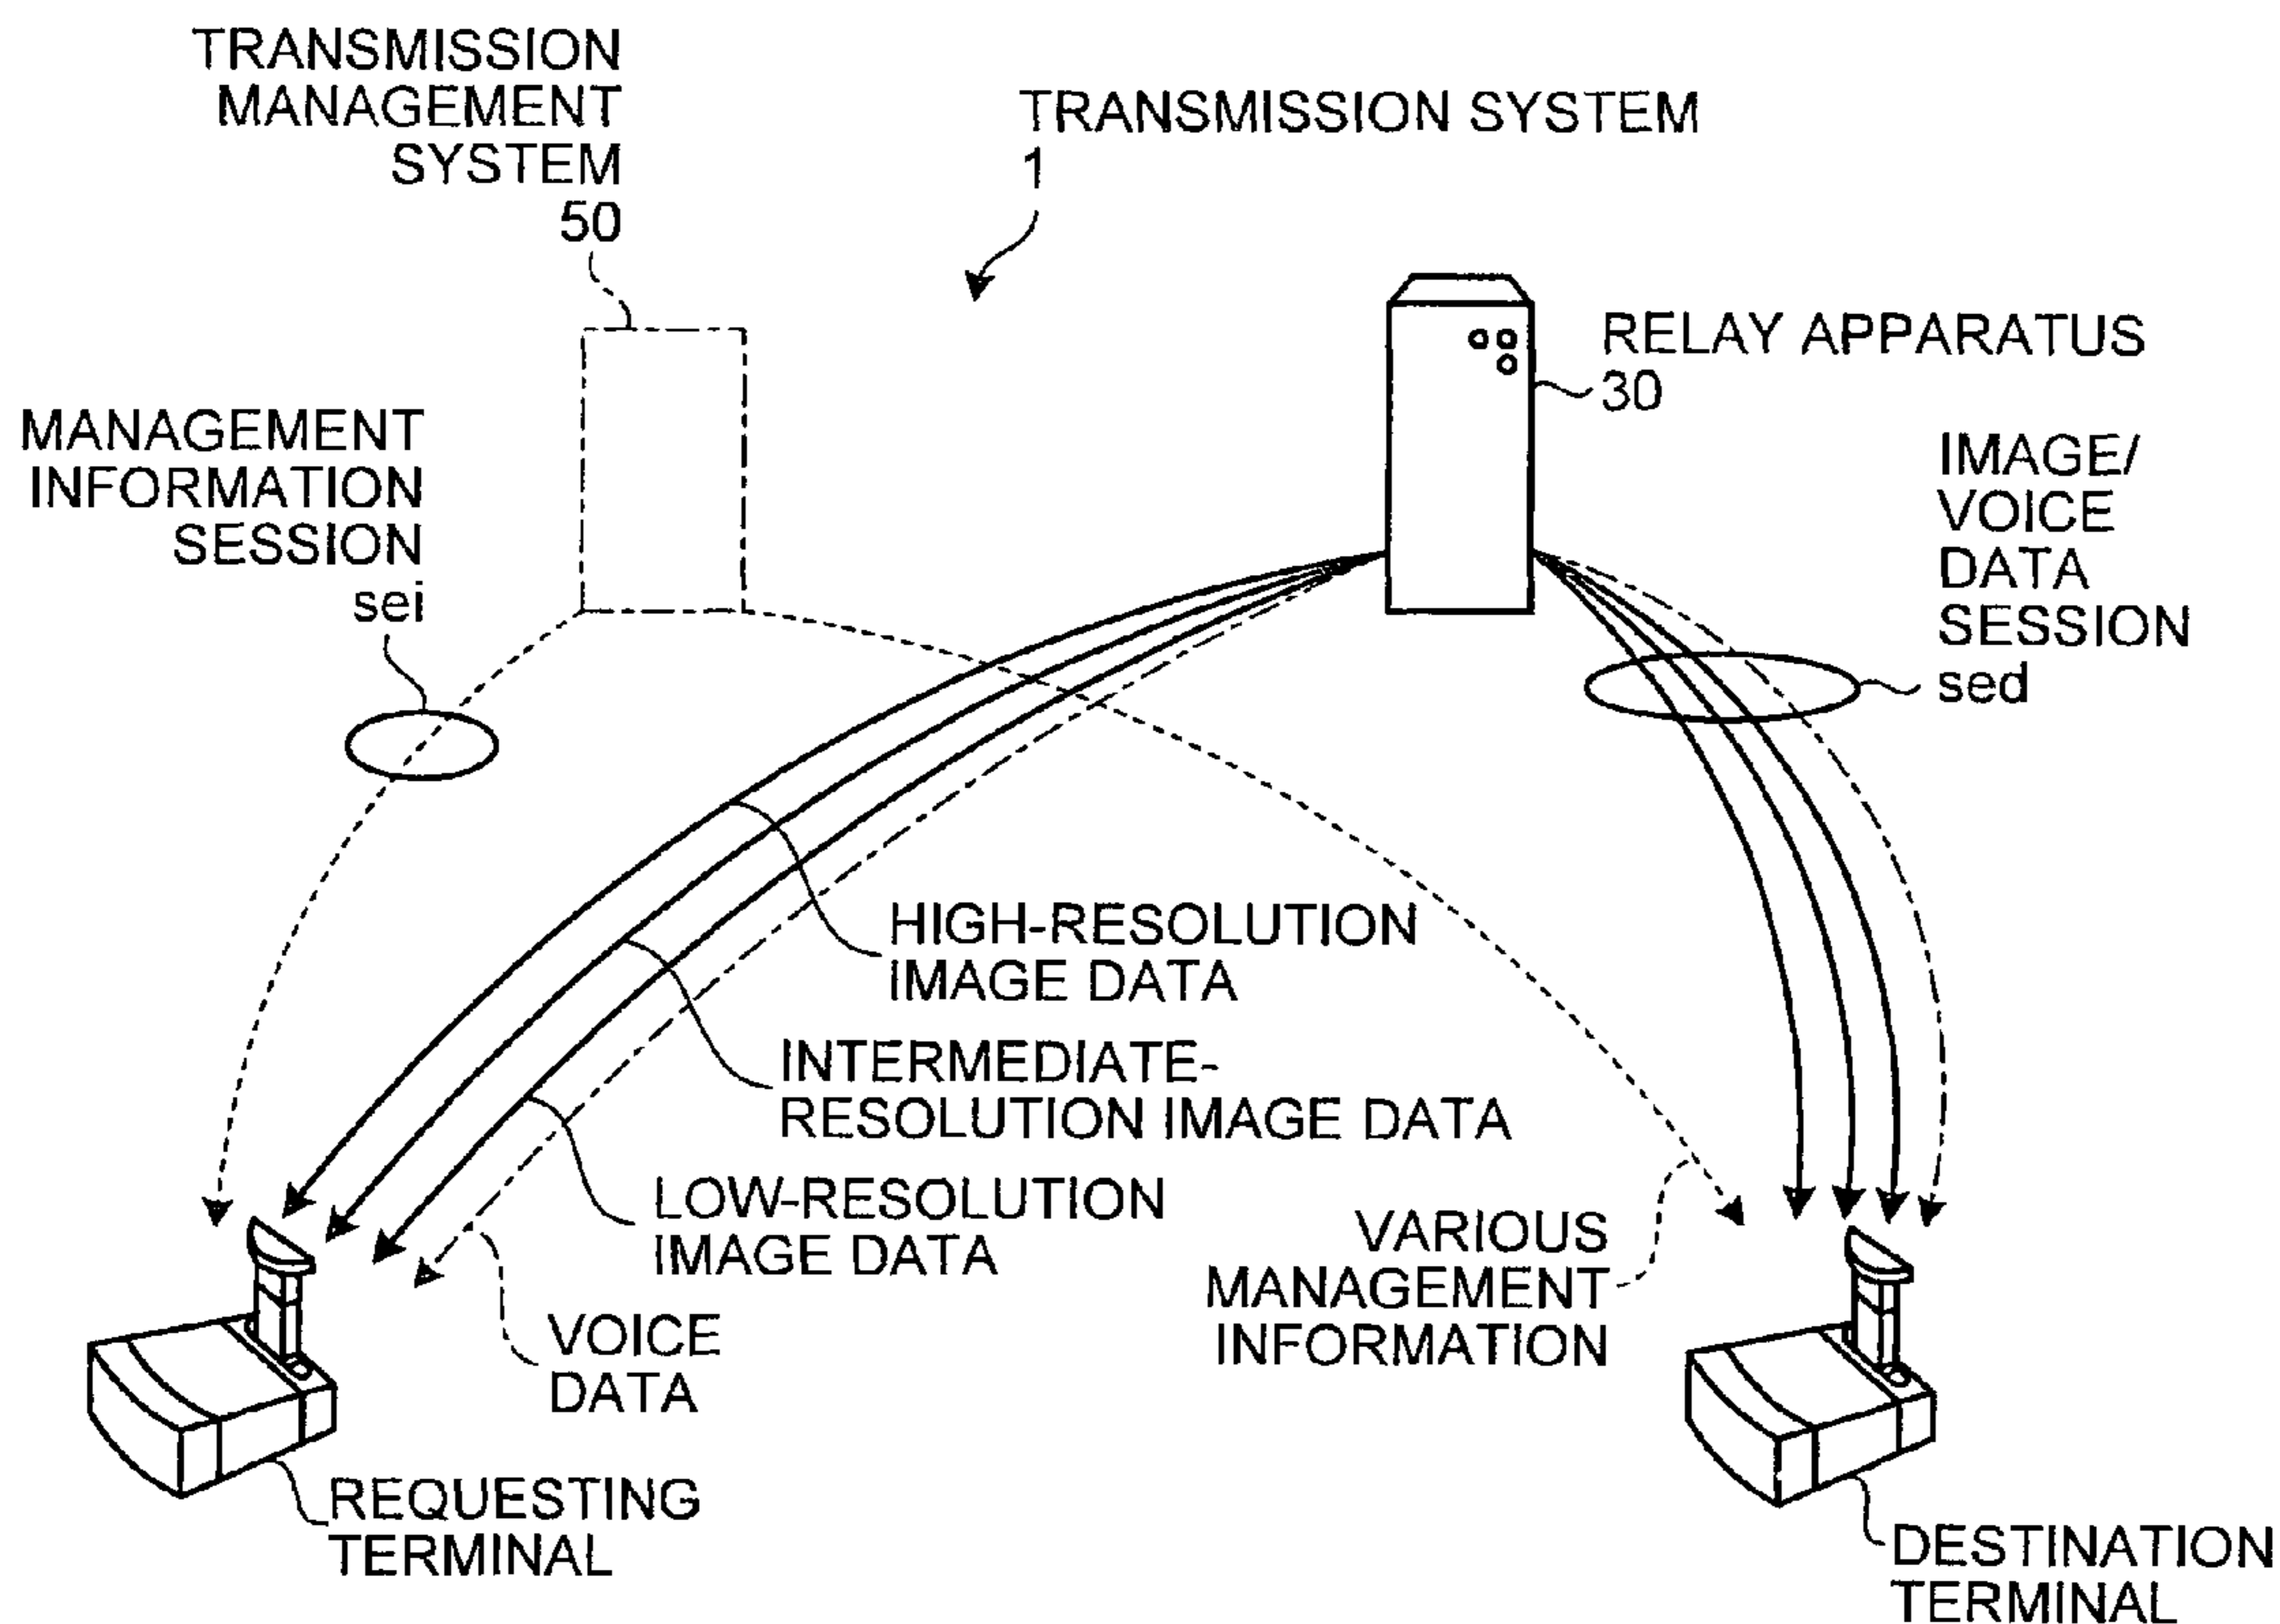 TRANSMISSION
MANAGEMENT
SYSTEM
50
TRANSMISSION SYSTEM
1
RELAY APPARATUS
30
MANAGEMENT
INFORMATION
SESSION
sei
IMAGE/
VOICE
DATA
SESSION
sed
HIGH-RESOLUTION
IMAGE DATA
INTERMEDIATE-
RESOLUTION IMAGE DATA
LOW-RESOLUTION
IMAGE DATA
VOICE
DATA
VARIOUS
MANAGEMENT
INFORMATION
REQUESTING
TERMINAL
DESTINATION
TERMINAL